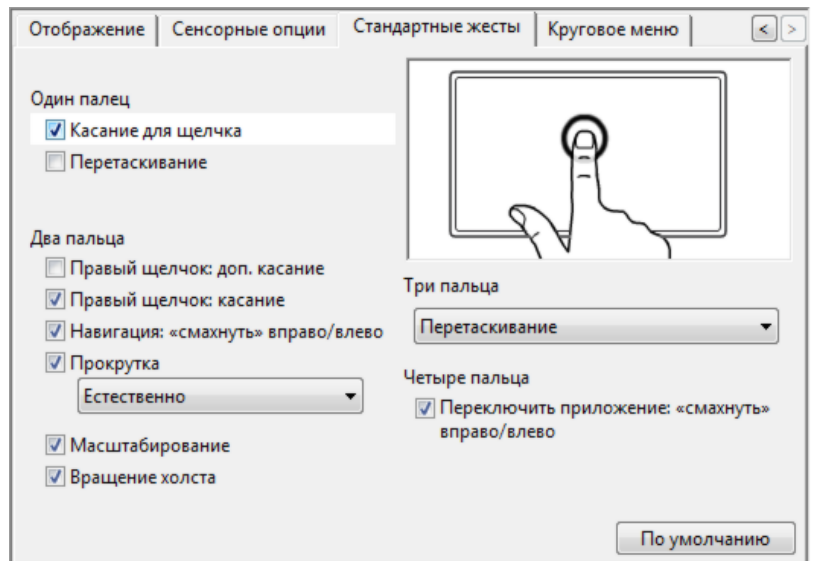 Отображение
Сенсорные опции
Стандартные жесты
Круговое меню
<
>
Один палец
Касание для щелчка
Перетаскивание
Два пальца
Правый щелчок: доп. касание
Правый щелчок: касание
Навигация: «смахнуть» вправо/влево
Прокрутка
Естественно
Масштабирование
Вращение холста
Три пальца
Перетаскивание
Четыре пальца
Переключить приложение: «смахнуть»
вправо/влево
По умолчанию